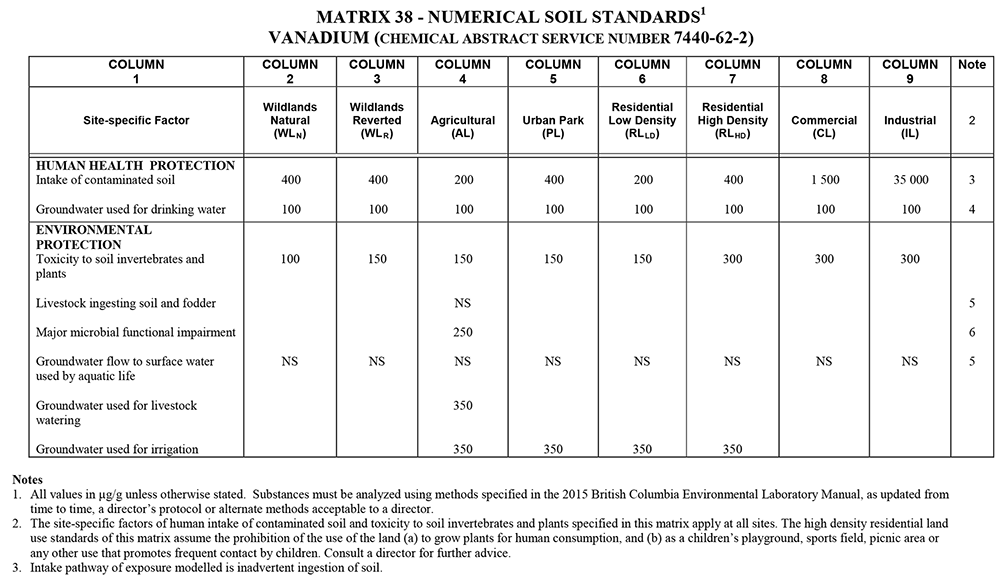 MATRIX 38 - NUMERICAL SOIL STANDARDS1
VANADIUM (CHEMICAL ABSTRACT SERVICE NUMBER 7440-62-2)
COLUMN 1 COLUMN 2 COLUMN 3 COLUMN 4 COLUMN 5 COLUMN 6 COLUMN 7 COLUMN 8 COLUMN 9 Note
Site-specific Factor Wildlands Natural (WLN) Wildlands Reverted (WLR) Agricultural (AL) Urban Park (PL) Residential Low Density (RLLD) Residential High Density (RLHD) Commercial (CL) Industrial (IL) 2
HUMAN HEALTH PROTECTION
Intake of contaminated soil 400 400 200 400 200 400 1 500 35 000 3
Groundwater used for drinking water 100 100 100 100 100 100 100 100 4
ENVIRONMENTAL
PROTECTION
Toxicity to soil invertebrates and 100 150 150 150 150 300 300 300
plants
Livestock ingesting soil and fodder NS 5
Major microbial functional impairment 250 6
Groundwater flow to surface water NS NS NS NS NS NS NS NS 5
used by aquatic life
Groundwater used for livestock 350
watering
Groundwater used for irrigation 350 350 350 350
Notes
1. All values in µg/g unless otherwise stated. Substances must be analyzed using methods specified in the 2015 British Columbia Environmental Laboratory Manual, as updated from
time to time, a director's protocol or alternate methods acceptable to a director.
2. The site-specific factors of human intake of contaminated soil and toxicity to soil invertebrates and plants specified in this matrix apply at all sites. The high density residential land
use standards of this matrix assume the prohibition of the use of the land (a) to grow plants for human consumption, and (b) as a children's playground, sports field, picnic area or
any other use that promotes frequent contact by children. Consult a director for further advice.
3. Intake pathway of exposure modelled is inadvertent ingestion of soil.